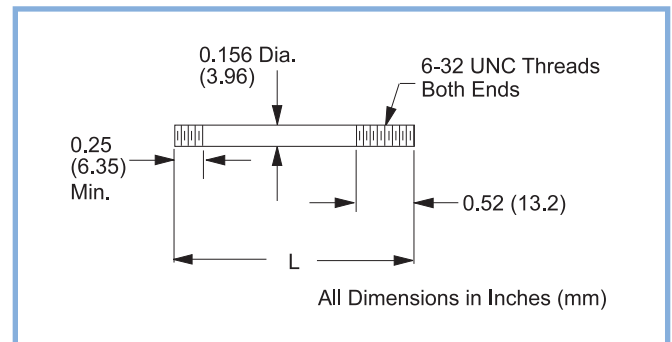 0.156 Dia.
(3.96)
6-32 UNC Threads
Both Ends
0.25
(6.35)
Min.
0.52 (13.2)
L
All Dimensions in Inches (mm)